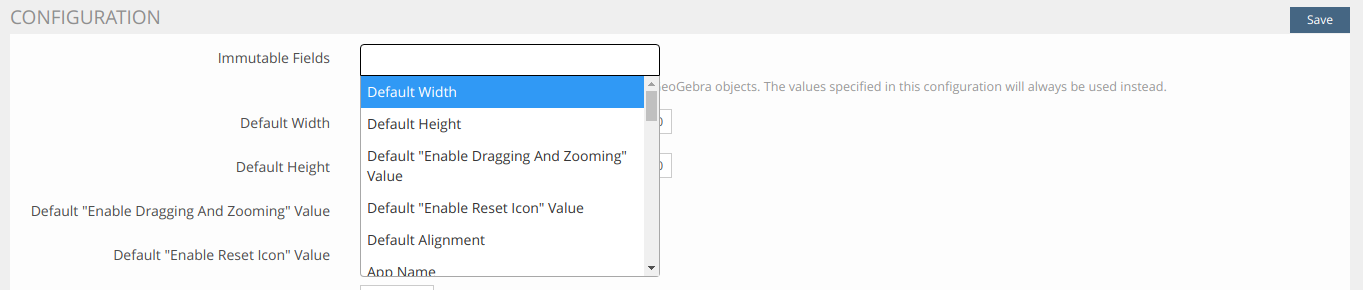 CONFIGURATION
Save
Immutable Fields
Default Width
eoGebra objects. The values specified in this configuration will always be used instead.
Default Width
Default Height
Default "Enable Dragging And Zooming"
Value
Default Height
Default "Enable Dragging And Zooming" Value
Default "Enable Reset Icon" Value
Default Alignment
Default "Enable Reset Icon" Value
App Name